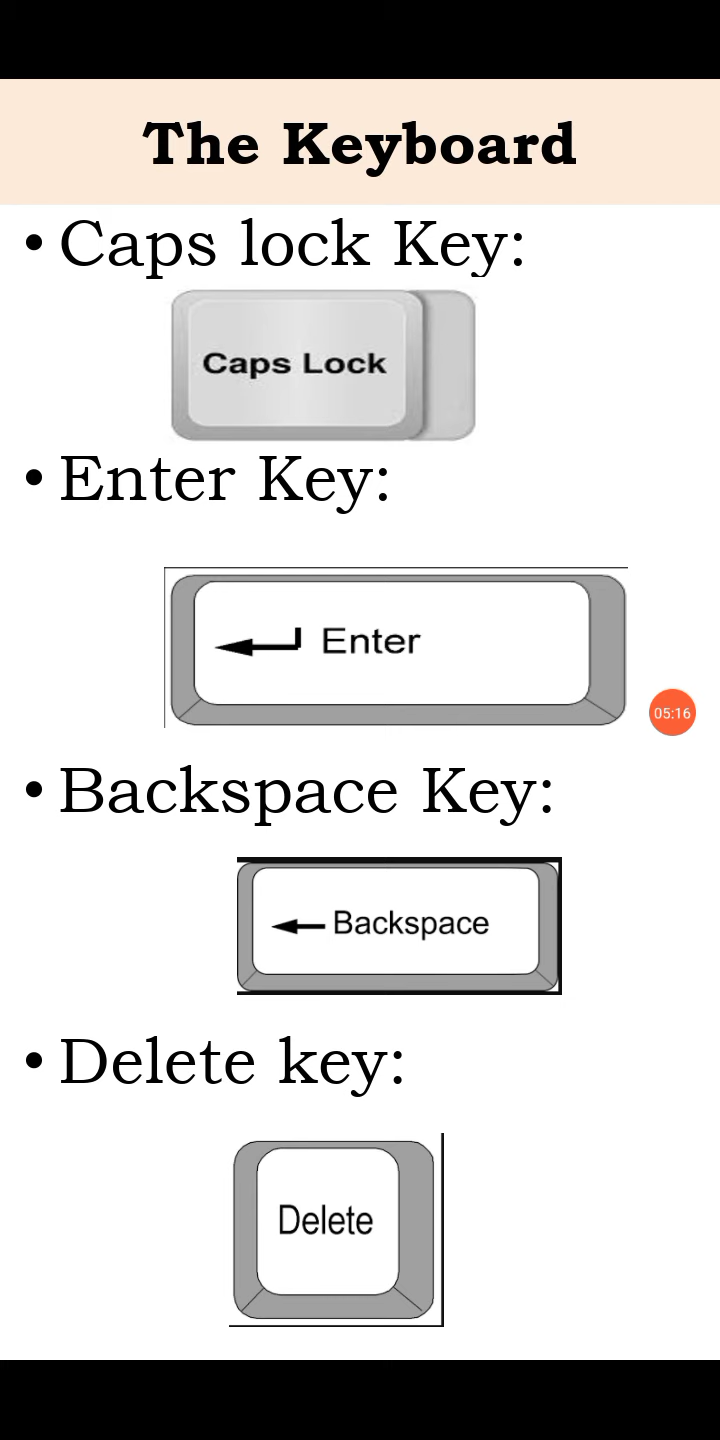 The Keyboard
• Caps lock Key:
Caps Lock
• Enter Key:
Enter
05:16
• Backspace Key:
Backspace
• Delete key:
Delete